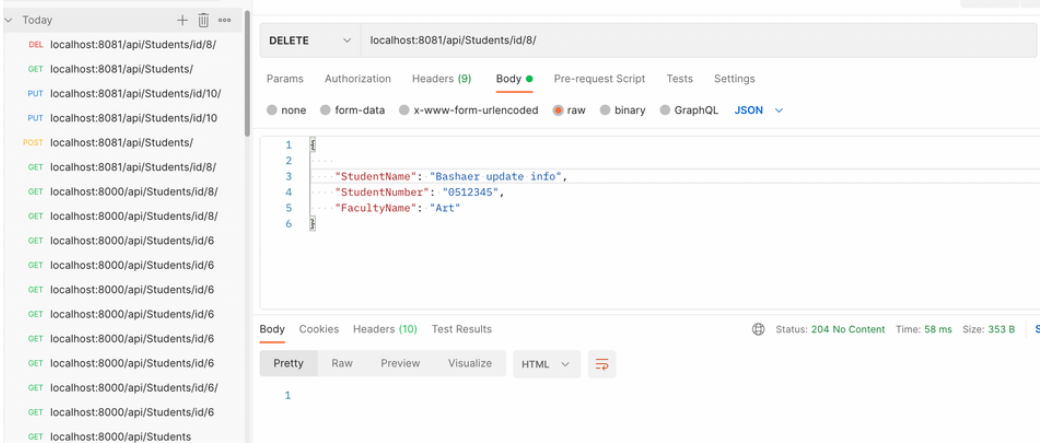 Today
DEL localhost:8081/api/Students/id/8/
GET localhost:8081/api/Students/
PUT localhost:8081/api/Students/id/10/
PUT localhost:8081/api/Students/id/10
POST localhost:8081/api/Students/
GET localhost:8081/api/Students/id/8/
GET localhost:8000/api/Students/id/8/
GET localhost:8000/api/Students/id/8/
GET localhost:8000/api/Students/id/6
GET localhost:8000/api/Students/id/6
GET localhost:8000/api/Students/id/6
GET localhost:8000/api/Students/id/6
GET localhost:8000/api/Students/id/6
GET localhost:8000/api/Students/id/6
GET localhost:8000/api/Students/id/6/
GET localhost:8000/api/Students/id/6
GET localhost:8000/api/Students
DELETE localhost:8081/api/Students/id/8/
Params Authorization Headers (9) Body Pre-request Script Tests Settings
none form-data x-www-form-urlencoded raw binary GraphQL JSON
1 {
2
3 "StudentName": "Bashaer update info",
4 "StudentNumber": "0512345",
5 "FacultyName": "Art"
6 }
Body Cookies Headers (10) Test Results Status: 204 No Content Time: 58 ms Size: 353 B
Pretty Raw Preview Visualize HTML
1